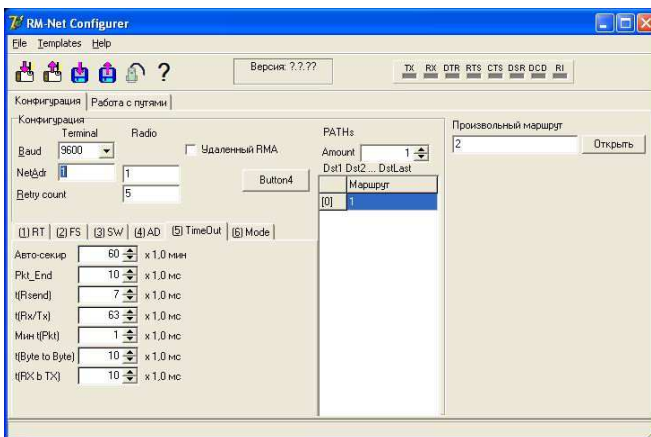 RM-Net Configurer
File Templates Help
Версия: ?.?.??
TX RX DTR RTS CTS DSR DCD RI
Конфигурация Работа с путями
Конфигурация
Terminal Radio
Baud 9600
Удаленный RMA
NetAdr 1 1
Retry count 5
Button4
PATHs
Amount 1
Dst1 Dst2... DstLast
Маршрут
[0] 1
Произвольный маршрут
2 Открыть
(1) RT (2) FS (3) SW (4) AD (5) TimeOut (6) Mode
Авто-секир 60 x 1,0 мин
Pkt_End 10 x 1,0 мс
t(Rsend) 7 x 1,0 мс
t(Rx/Tx) 63 x 1,0 мс
Мин t(Pkt) 1 x 1,0 мс
t(Byte to Byte) 10 x 1,0 мс
t(RX b TX) 10 x 1,0 мс